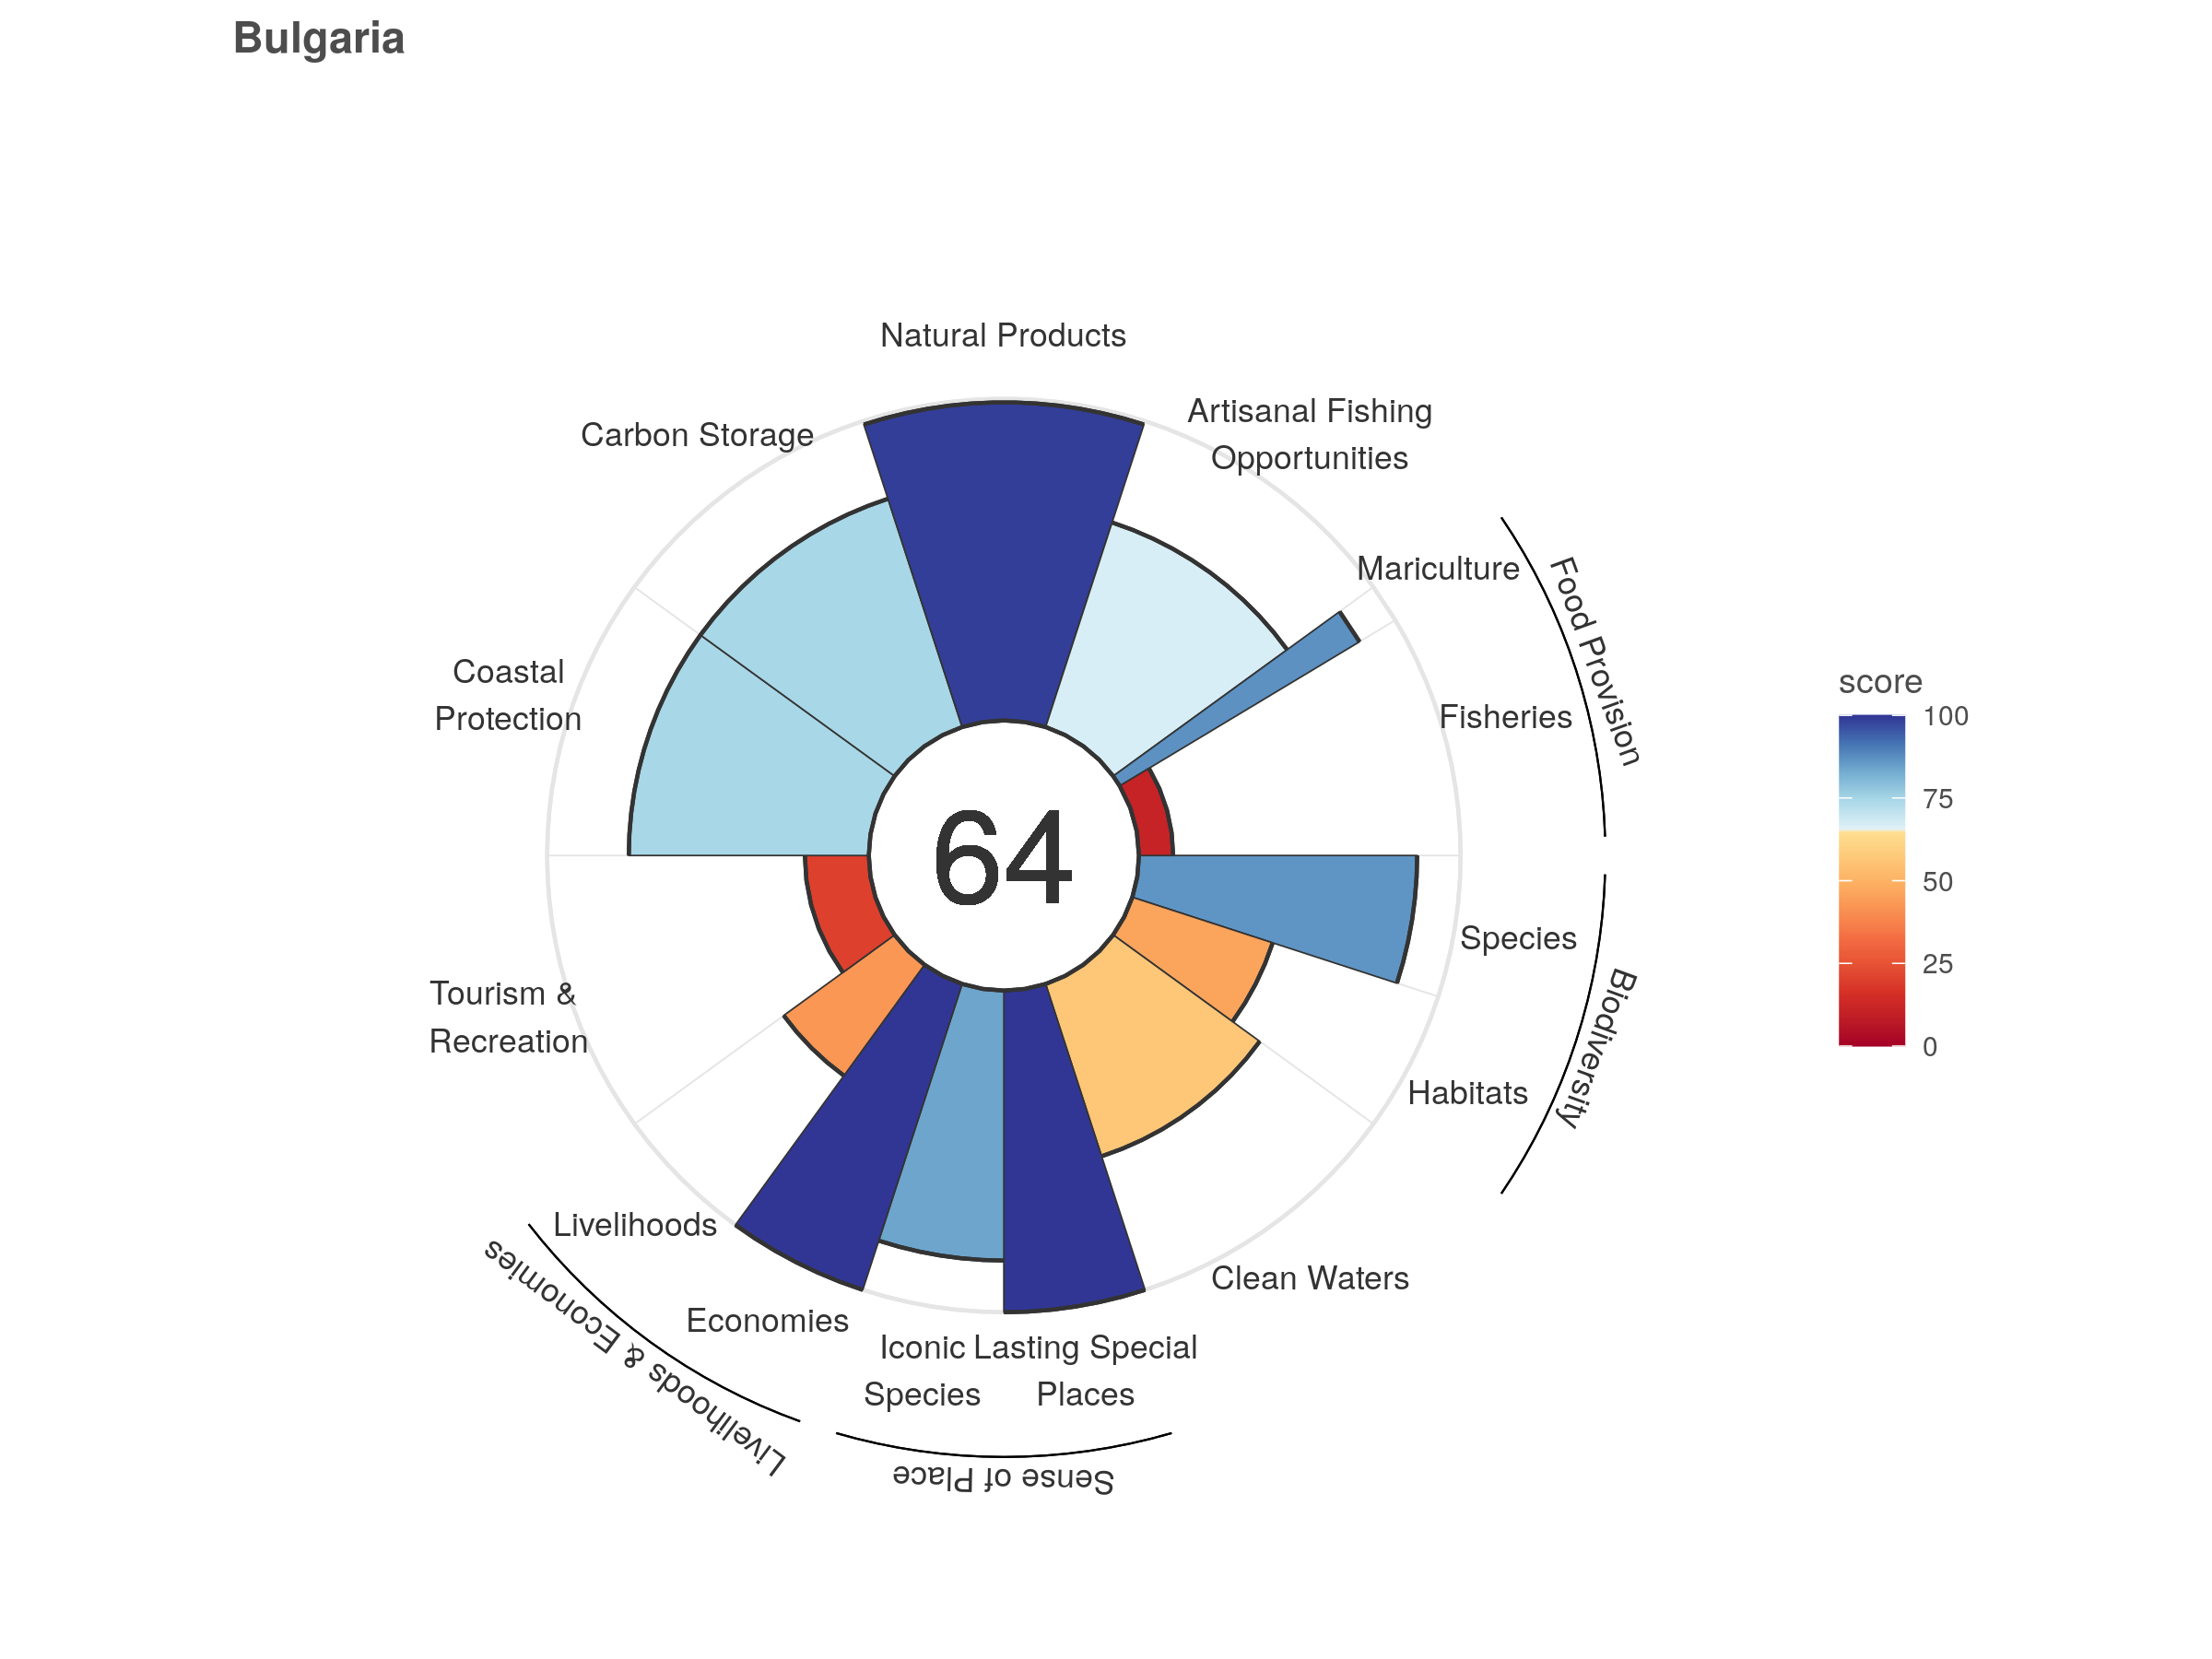 Bulgaria
Natural Products
Artisanal Fishing
Opportunities
Carbon Storage
Mariculture
Food Provision
Coastal
Protection
Fisheries
score
100
75
50
25
0
64
Species
Biodiversity
Tourism &
Recreation
Habitats
Livelihoods
Clean Waters
Economies
Livelihoods & Economies
Iconic
Species
Lasting Special
Places
Sense of Place